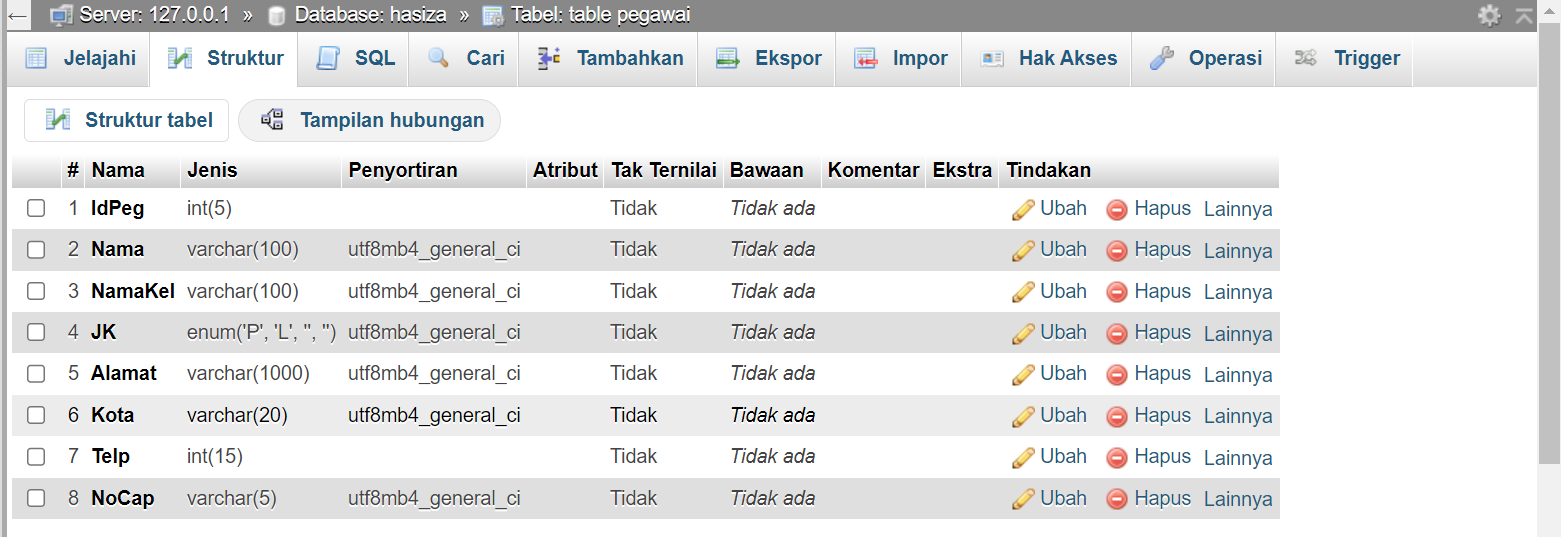 Server: 127.0.0.1 » Database: hasiza » Tabel: table pegawai
Jelajahi Struktur SQL Cari Tambahkan Ekspor Impor Hak Akses Operasi Trigger
Struktur tabel Tampilan hubungan
# Nama Jenis Penyortiran Atribut Tak Ternilai Bawaan Komentar Ekstra Tindakan
1 IdPeg int(5) Tidak Tidak ada Ubah Hapus Lainnya
2 Nama varchar(100) utf8mb4_general_ci Tidak Tidak ada Ubah Hapus Lainnya
3 NamaKel varchar(100) utf8mb4_general_ci Tidak Tidak ada Ubah Hapus Lainnya
4 JK enum('P', 'L', '', '') utf8mb4_general_ci Tidak Tidak ada Ubah Hapus Lainnya
5 Alamat varchar(1000) utf8mb4_general_ci Tidak Tidak ada Ubah Hapus Lainnya
6 Kota varchar(20) utf8mb4_general_ci Tidak Tidak ada Ubah Hapus Lainnya
7 Telp int(15) Tidak Tidak ada Ubah Hapus Lainnya
8 NoCap varchar(5) utf8mb4_general_ci Tidak Tidak ada Ubah Hapus Lainnya